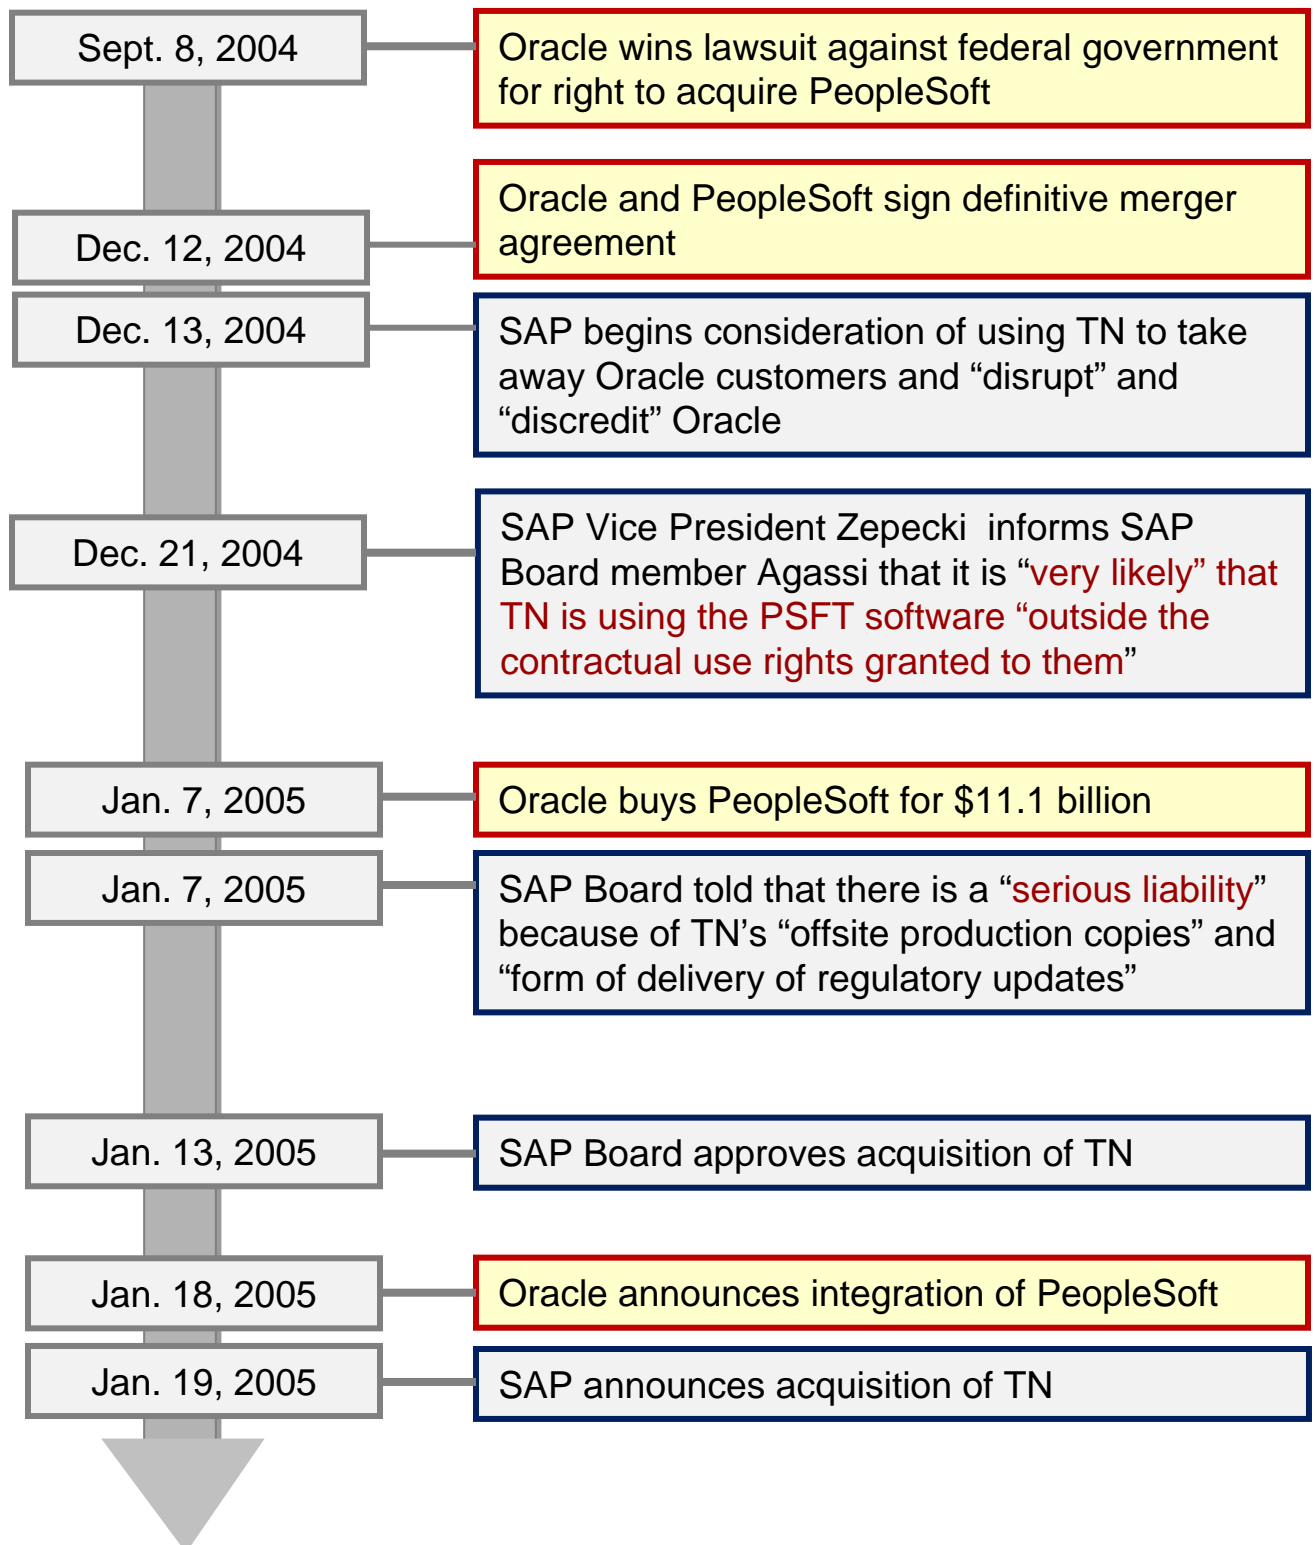 Sept. 8, 2004
Oracle wins lawsuit against federal government
for right to acquire PeopleSoft
Dec. 12, 2004
Oracle and PeopleSoft sign definitive merger
agreement
Dec. 13, 2004
SAP begins consideration of using TN to take
away Oracle customers and “disrupt” and
“discredit” Oracle
Dec. 21, 2004
SAP Vice President Zepecki  informs SAP
Board member Agassi that it is “very likely” that
TN is using the PSFT software “outside the
contractual use rights granted to them”
Jan. 7, 2005
Oracle buys PeopleSoft for $11.1 billion
Jan. 7, 2005
SAP Board told that there is a “serious liability”
because of TN’s “offsite production copies” and
“form of delivery of regulatory updates”
Jan. 13, 2005
SAP Board approves acquisition of TN
Jan. 18, 2005
Oracle announces integration of PeopleSoft
Jan. 19, 2005
SAP announces acquisition of TN